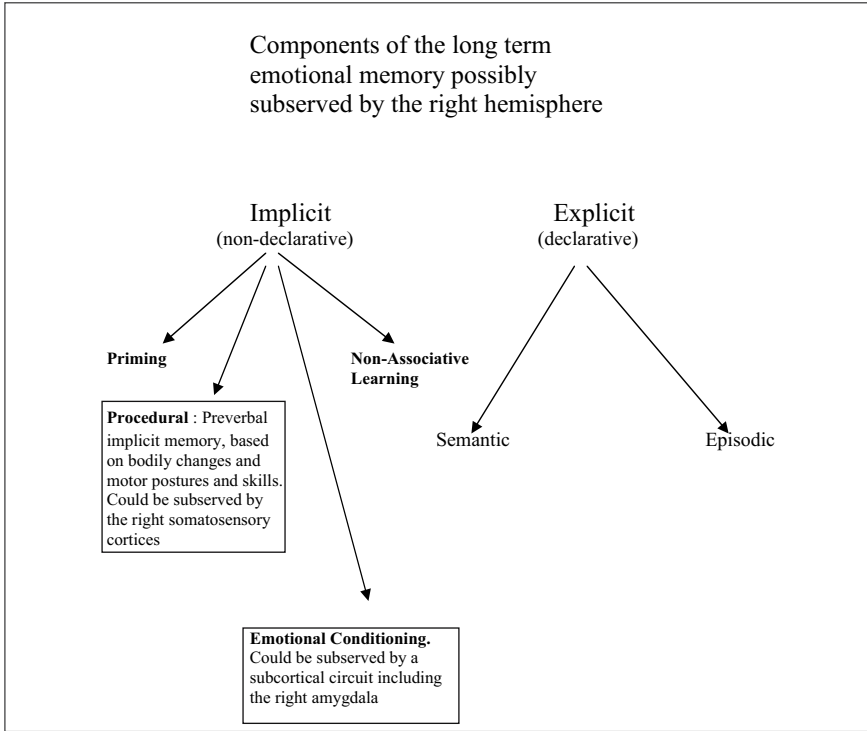 Components of the long term
emotional memory possibly
subserved by the right hemisphere
Implicit
(non-declarative)
Explicit
(declarative)
Priming
Non-Associative
Learning
Procedural : Preverbal
implicit memory, based
on bodily changes and
motor postures and skills.
Could be subserved by
the right somatosensory
cortices
Semantic
Episodic
Emotional Conditioning.
Could be subserved by a
subcortical circuit including
the right amygdala